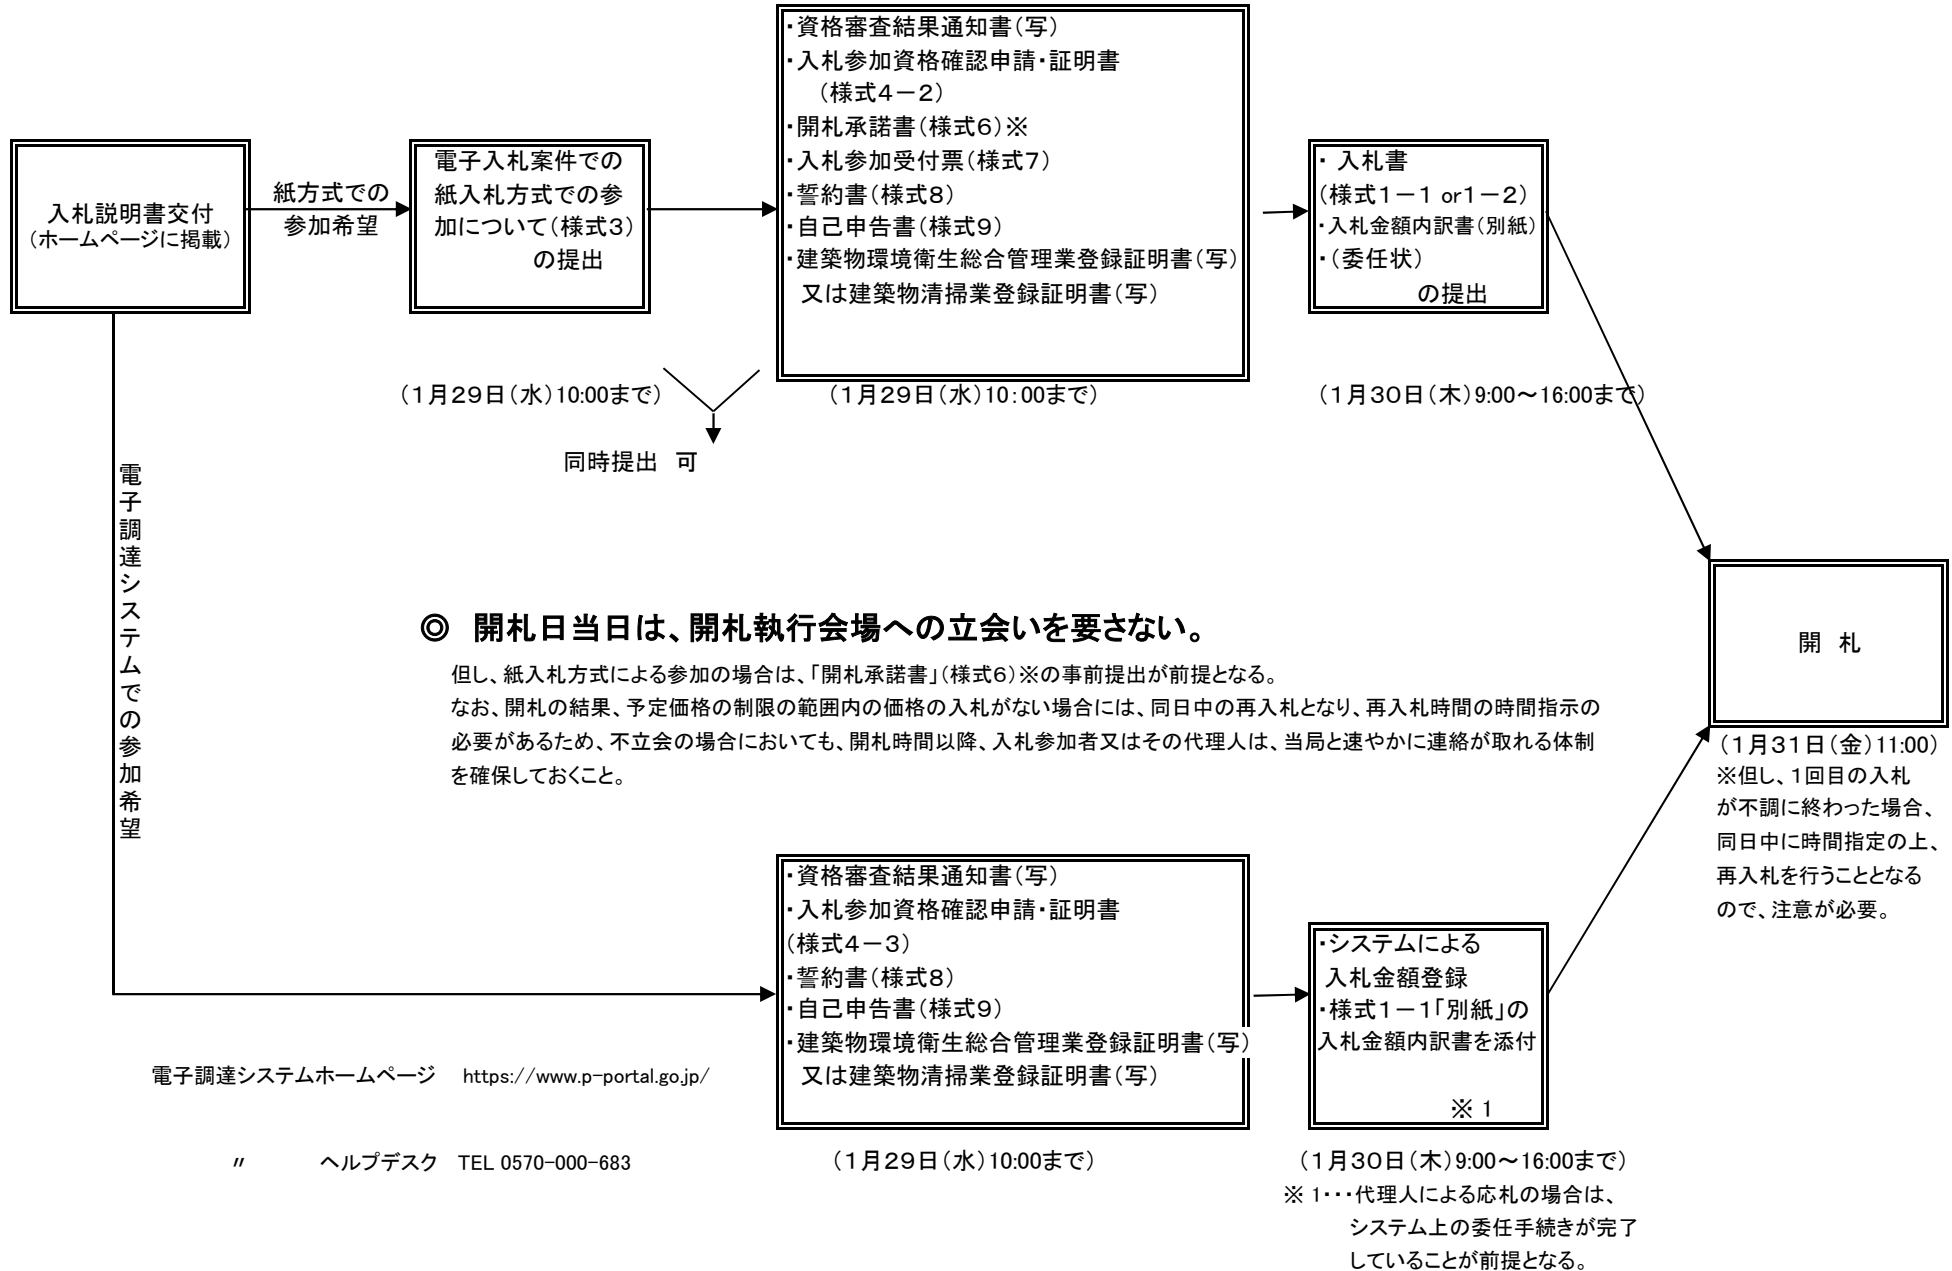 入札説明書交付
（ホームページに掲載）
紙方式での
参加希望
電子入札案件での
紙入札方式での参
加について（様式３）
の提出
（１月２９日（水）10:00まで）
・資格審査結果通知書（写）
・入札参加資格確認申請・証明書
（様式４－２）
・開札承諾書（様式６）※
・入札参加受付票（様式７）
・誓約書（様式８）
・自己申告書（様式９）
・建築物環境衛生総合管理業登録証明書（写）
又は建築物清掃業登録証明書（写）
（１月２９日（水）10：00まで）
同時提出　可
・ 入札書
（様式１－１ or１－２）
・入札金額内訳書（別紙）
・（委任状）
の提出
（１月３０日（木）9:00～16:00まで）
電子調達システムでの参加希望
◎　開札日当日は、開札執行会場への立会いを要さない。
但し、紙入札方式による参加の場合は、「開札承諾書」（様式６）※の事前提出が前提となる。
なお、開札の結果、予定価格の制限の範囲内の価格の入札がない場合には、同日中の再入札となり、再入札時間の時間指示の
必要があるため、不立会の場合においても、開札時間以降、入札参加者又はその代理人は、当局と速やかに連絡が取れる体制
を確保しておくこと。
開　札
（１月３１日（金）11:00）
※但し、１回目の入札
が不調に終わった場合、
同日中に時間指定の上、
再入札を行うこととなる
ので、注意が必要。
・資格審査結果通知書（写）
・入札参加資格確認申請・証明書
（様式４－３）
・誓約書（様式８）
・自己申告書（様式９）
・建築物環境衛生総合管理業登録証明書（写）
又は建築物清掃業登録証明書（写）
（１月２９日（水）10:00まで）
・システムによる
入札金額登録
・様式１－１「別紙」の
入札金額内訳書を添付
※ 1
（１月３０日（木）9:00～16:00まで）
※ 1・・・代理人による応札の場合は、
システム上の委任手続きが完了
していることが前提となる。
電子調達システムホームページ　https://www.p-portal.go.jp/
〃　ヘルプデスク　TEL 0570-000-683